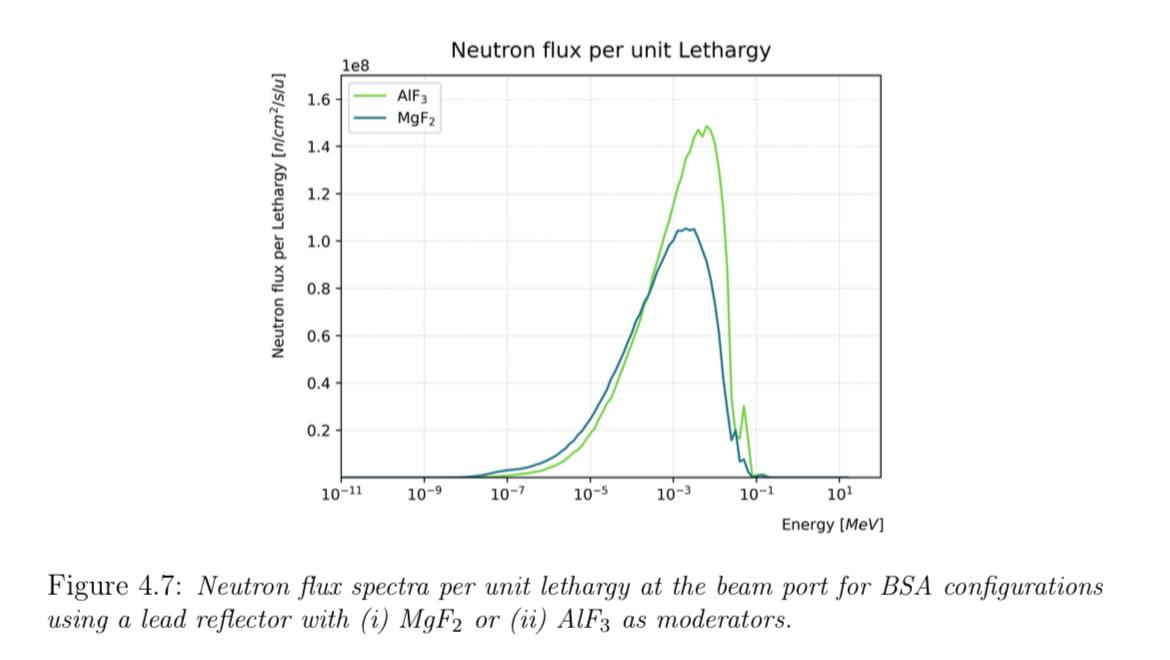 Neutron flux per unit Lethargy
1e8
Neutron flux per Lethargy [n/cm²/s/u]
AlF₃
MgF₂
1.6
1.4
1.2
1.0
0.8
0.6
0.4
0.2
10⁻¹¹ 10⁻⁹ 10⁻⁷ 10⁻⁵ 10⁻³ 10⁻¹ 10¹
Energy [MeV]
Figure 4.7: Neutron flux spectra per unit lethargy at the beam port for BSA configurations
using a lead reflector with (i) MgF₂ or (ii) AlF₃ as moderators.